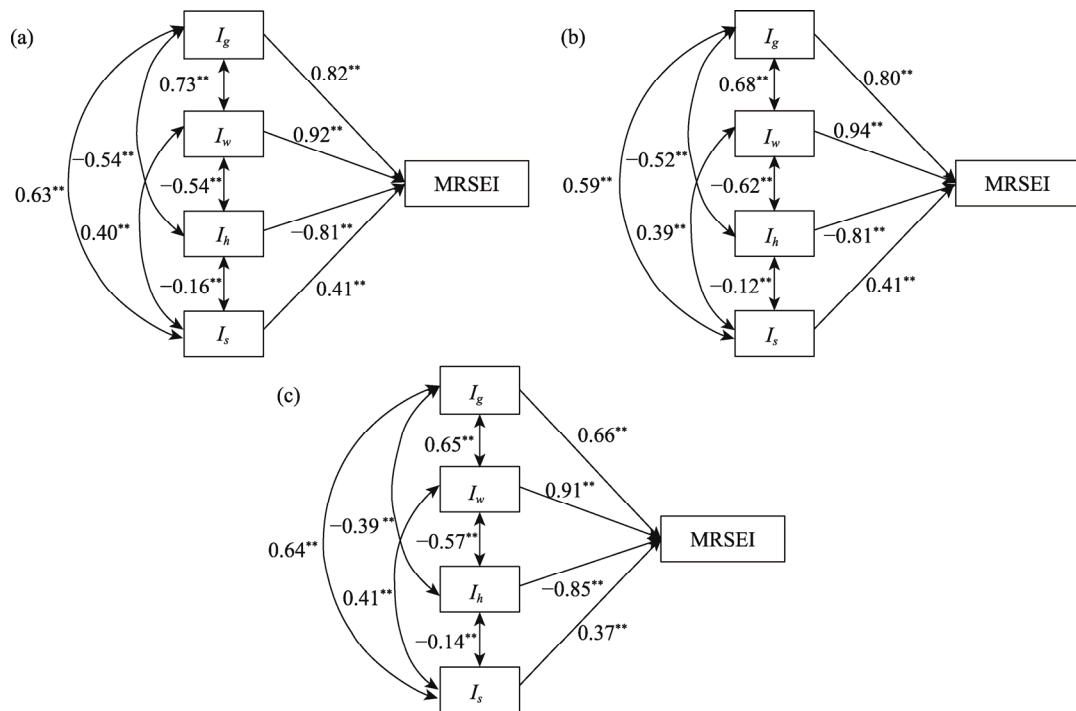 (a)
I_g
0.73**
0.82**
I_w
0.92**
−0.54**
−0.54**
MRSEI
0.63**
0.40**
I_h
−0.81**
−0.16**
0.41**
I_s
(b)
I_g
0.68**
0.80**
I_w
0.94**
−0.52**
−0.62**
MRSEI
0.59**
0.39**
I_h
−0.81**
−0.12**
0.41**
I_s
(c)
I_g
0.65**
0.66**
I_w
0.91**
−0.39**
−0.57**
MRSEI
0.64**
0.41**
I_h
−0.85**
−0.14**
0.37**
I_s